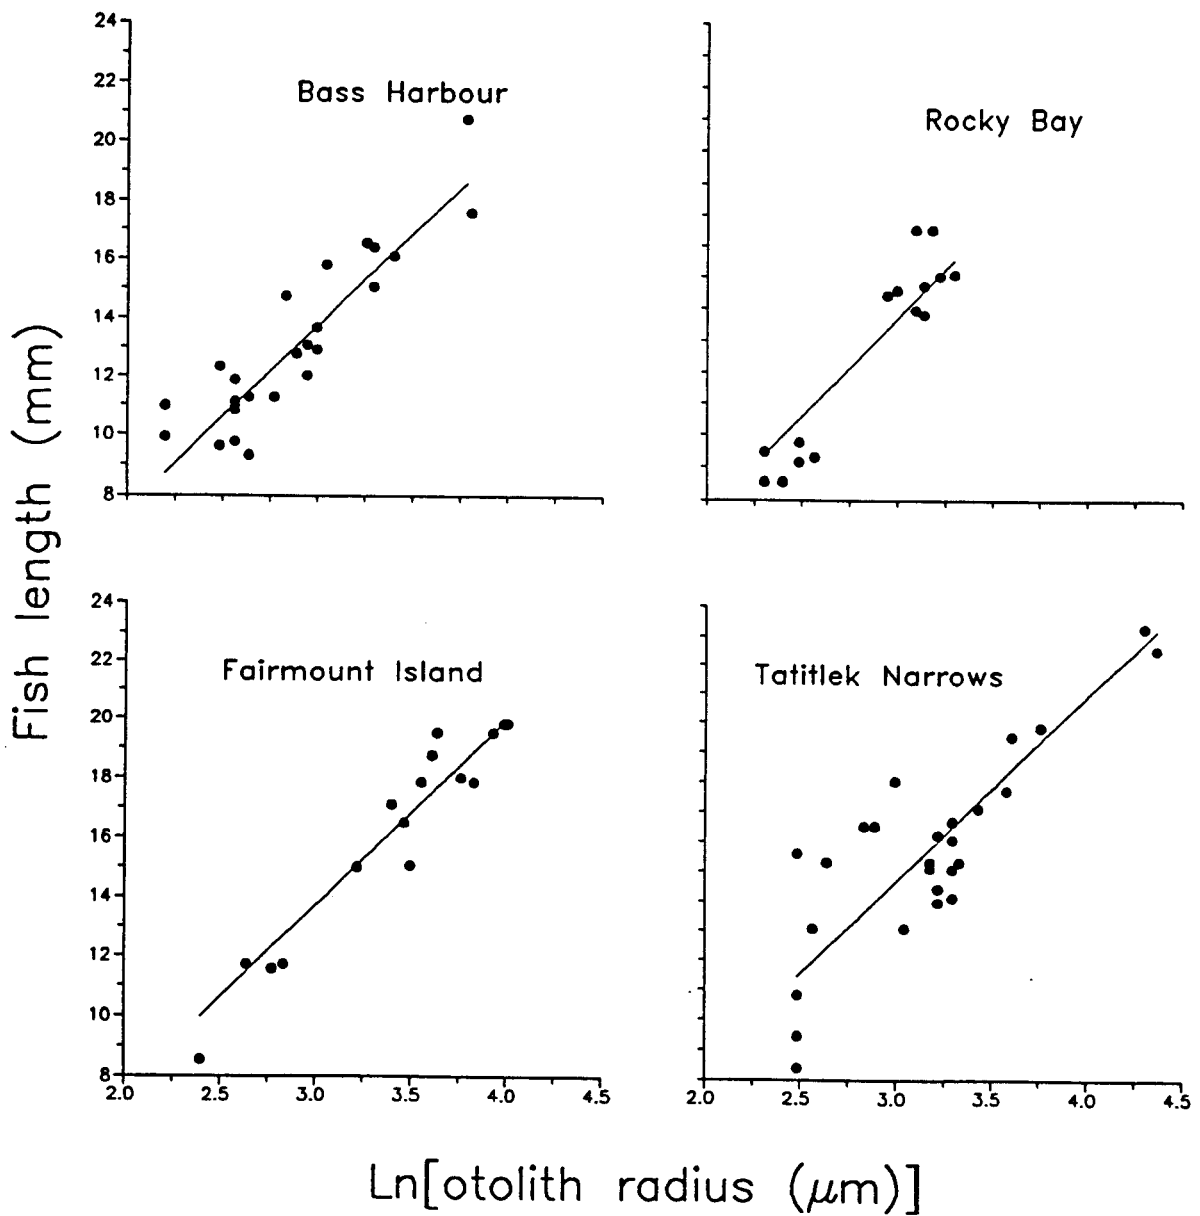 24
22
20
18
16
14
12
10
8
Bass Harbour
Rocky Bay
Fish length (mm)
24
22
20
18
16
14
12
10
8
Fairmount Island
Tatitlek Narrows
2.0 2.5 3.0 3.5 4.0 4.5
2.0 2.5 3.0 3.5 4.0 4.5
Ln[otolith radius (μm)]